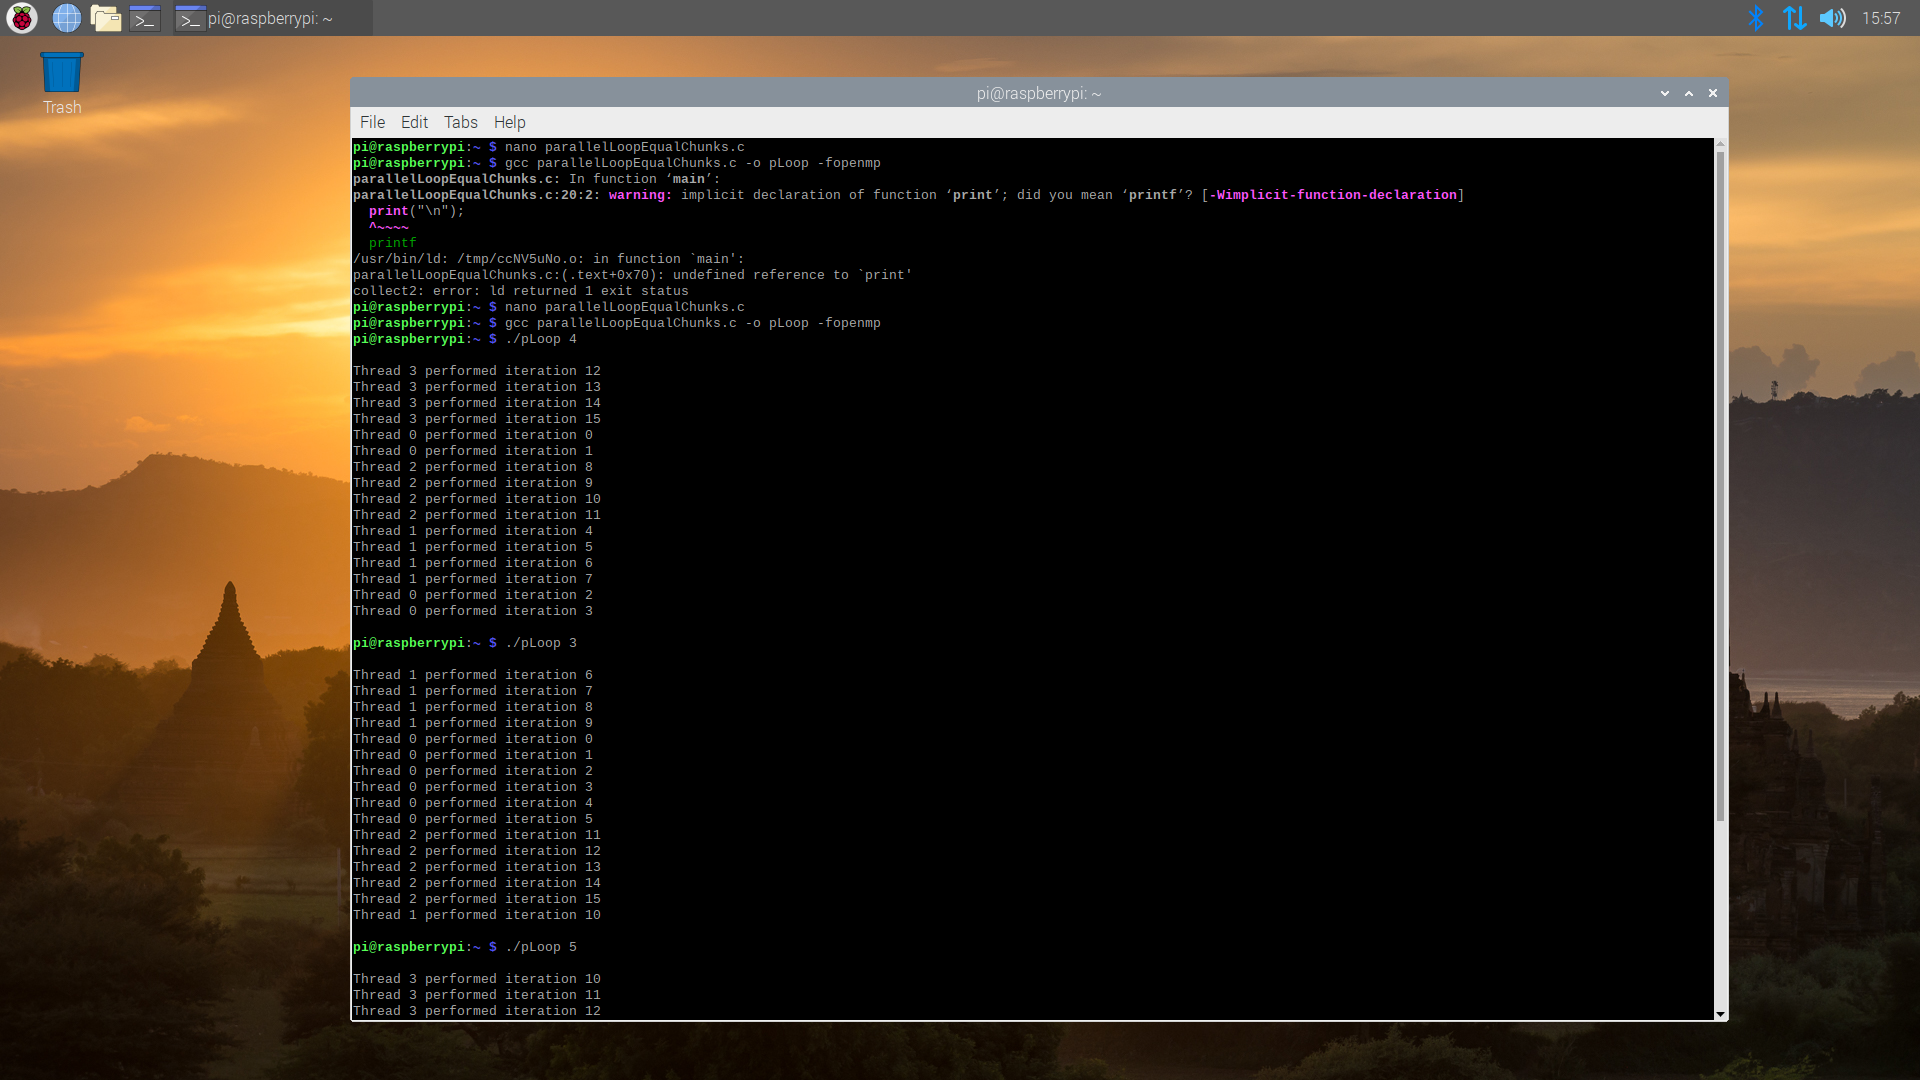 pi@raspberrypi: ~
15:57
Trash
pi@raspberrypi: ~
File Edit Tabs Help
pi@raspberrypi:~ $ nano parallelLoopEqualChunks.c
pi@raspberrypi:~ $ gcc parallelLoopEqualChunks.c -o pLoop -fopenmp
parallelLoopEqualChunks.c: In function ‘main’:
parallelLoopEqualChunks.c:20:2: warning: implicit declaration of function ‘print’; did you mean ‘printf’? [-Wimplicit-function-declaration]
  print("\n");
  ^~~~~
  printf
/usr/bin/ld: /tmp/ccNV5uNo.o: in function `main':
parallelLoopEqualChunks.c:(.text+0x70): undefined reference to `print'
collect2: error: ld returned 1 exit status
pi@raspberrypi:~ $ nano parallelLoopEqualChunks.c
pi@raspberrypi:~ $ gcc parallelLoopEqualChunks.c -o pLoop -fopenmp
pi@raspberrypi:~ $ ./pLoop 4
Thread 3 performed iteration 12
Thread 3 performed iteration 13
Thread 3 performed iteration 14
Thread 3 performed iteration 15
Thread 0 performed iteration 0
Thread 0 performed iteration 1
Thread 2 performed iteration 8
Thread 2 performed iteration 9
Thread 2 performed iteration 10
Thread 2 performed iteration 11
Thread 1 performed iteration 4
Thread 1 performed iteration 5
Thread 1 performed iteration 6
Thread 1 performed iteration 7
Thread 0 performed iteration 2
Thread 0 performed iteration 3
pi@raspberrypi:~ $ ./pLoop 3
Thread 1 performed iteration 6
Thread 1 performed iteration 7
Thread 1 performed iteration 8
Thread 1 performed iteration 9
Thread 0 performed iteration 0
Thread 0 performed iteration 1
Thread 0 performed iteration 2
Thread 0 performed iteration 3
Thread 0 performed iteration 4
Thread 0 performed iteration 5
Thread 2 performed iteration 11
Thread 2 performed iteration 12
Thread 2 performed iteration 13
Thread 2 performed iteration 14
Thread 2 performed iteration 15
Thread 1 performed iteration 10
pi@raspberrypi:~ $ ./pLoop 5
Thread 3 performed iteration 10
Thread 3 performed iteration 11
Thread 3 performed iteration 12